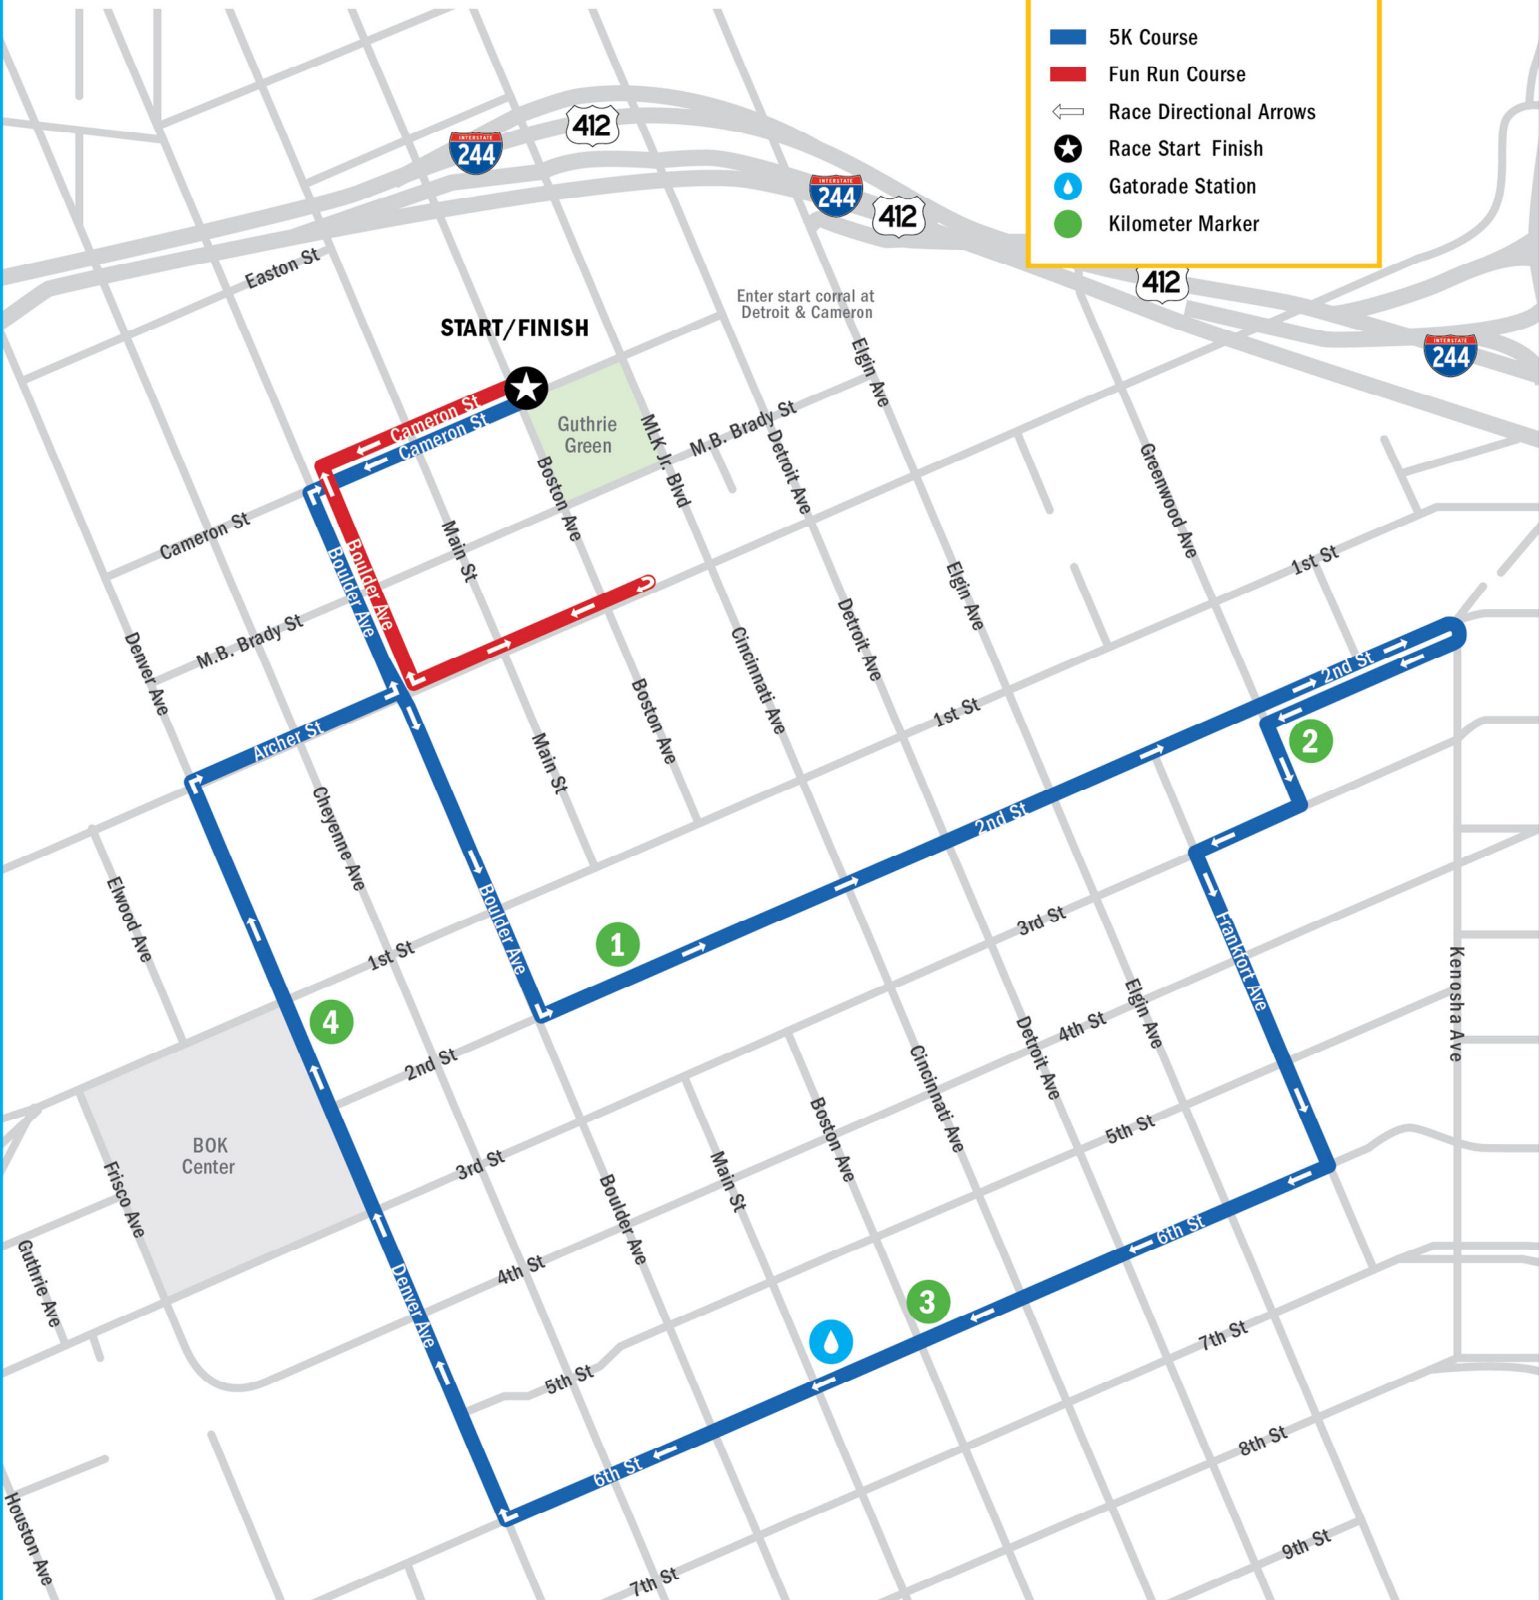 5K Course
Fun Run Course
Race Directional Arrows
Race Start Finish
Gatorade Station
Kilometer Marker
412
INTERSTATE
244
INTERSTATE
244
412
412
INTERSTATE
244
Easton St
Enter start corral at
Detroit & Cameron
START/FINISH
Elgin Ave
Cameron St
Cameron St
Guthrie
Green
MLK Jr. Blvd
M.B. Brady St
Detroit Ave
Boston Ave
Greenwood Ave
Cameron St
Main St
Boulder Ave
Boulder Ave
1st St
Elgin Ave
M.B. Brady St
Denver Ave
Detroit Ave
Cincinnati Ave
2nd St
Boston Ave
1st St
Archer St
Main St
2
Cheyenne Ave
2nd St
Elwood Ave
Boulder Ave
1
1st St
3rd St
Frankfort Ave
Kenosha Ave
4
2nd St
Elgin Ave
4th St
Detroit Ave
Cincinnati Ave
BOK
Center
5th St
3rd St
Boston Ave
Main St
Frisco Ave
Boulder Ave
6th St
Guthrie Ave
4th St
Denver Ave
3
7th St
5th St
8th St
6th St
Houston Ave
9th St
7th St